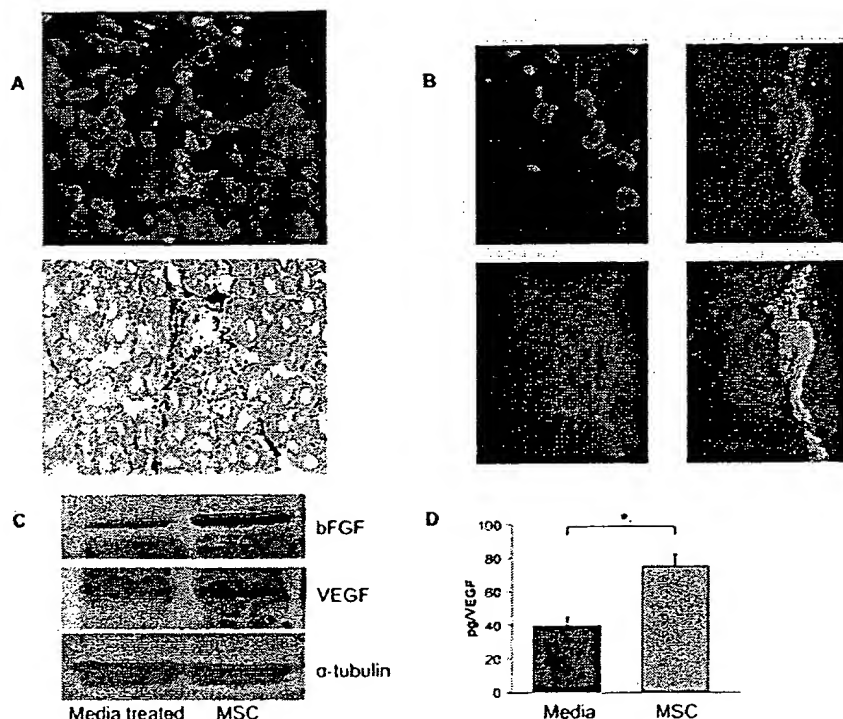 A
B
C
bFGF
VEGF
α-tubulin
Media treated MSC
D
*
pg/VEGF
100
80
60
40
20
0
Media MSC